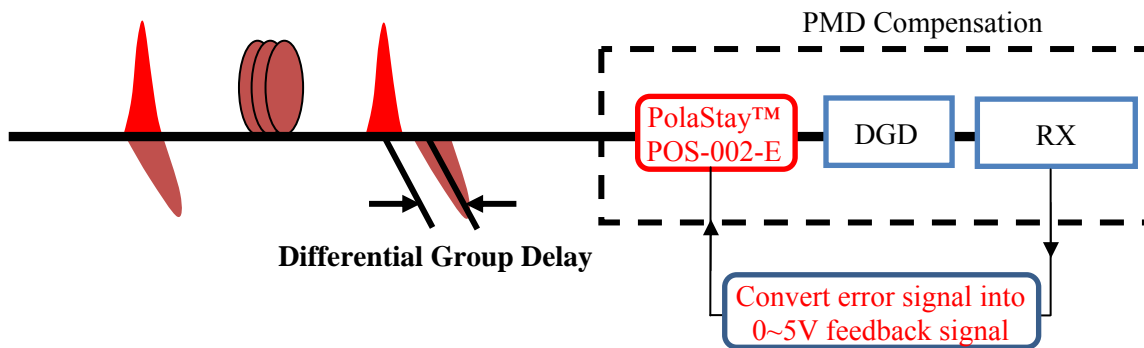 PMD Compensation
PolaStay™
POS-002-E
DGD
RX
Differential Group Delay
Convert error signal into
0~5V feedback signal